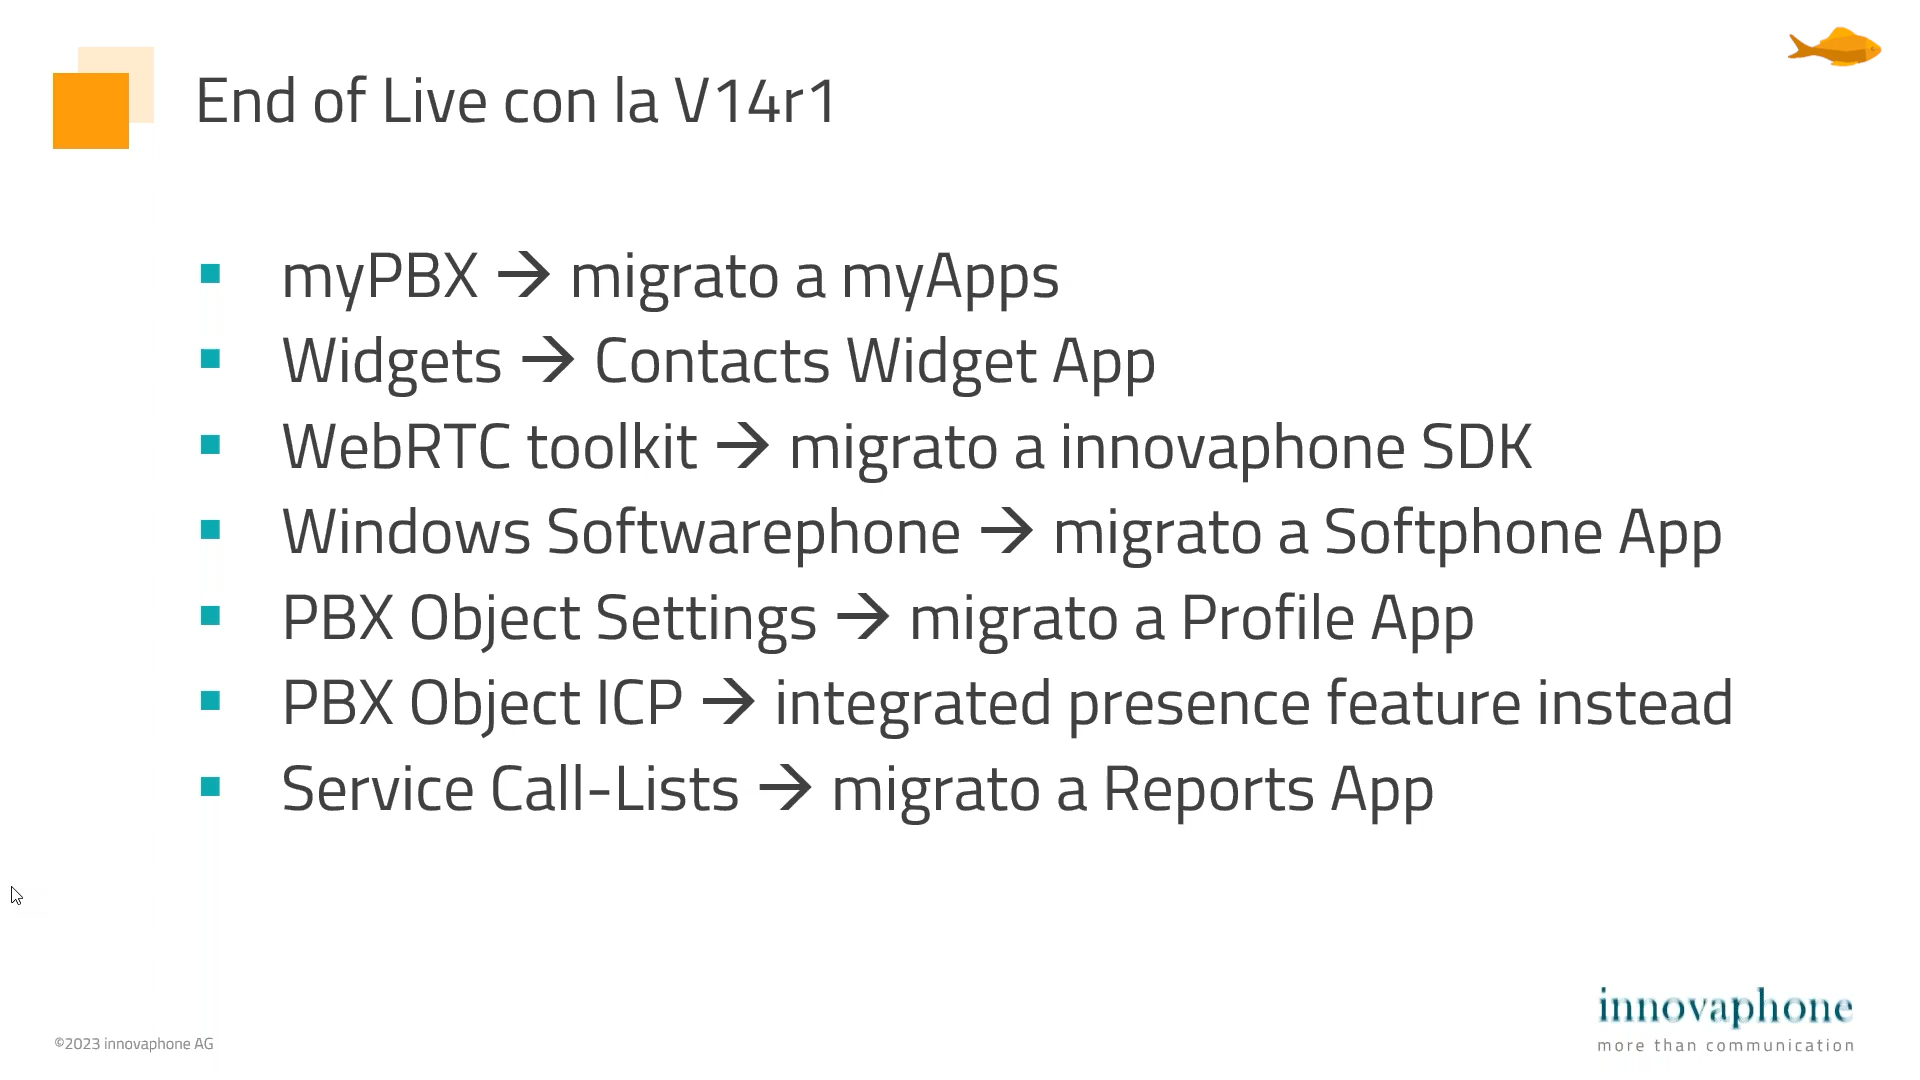 End of Live con la V14r1
▪ myPBX → migrato a myApps
▪ Widgets → Contacts Widget App
▪ WebRTC toolkit → migrato a innovaphone SDK
▪ Windows Softwarephone → migrato a Softphone App
▪ PBX Object Settings → migrato a Profile App
▪ PBX Object ICP → integrated presence feature instead
▪ Service Call-Lists → migrato a Reports App
innovaphone
©2023 innovaphone AG
more than communication